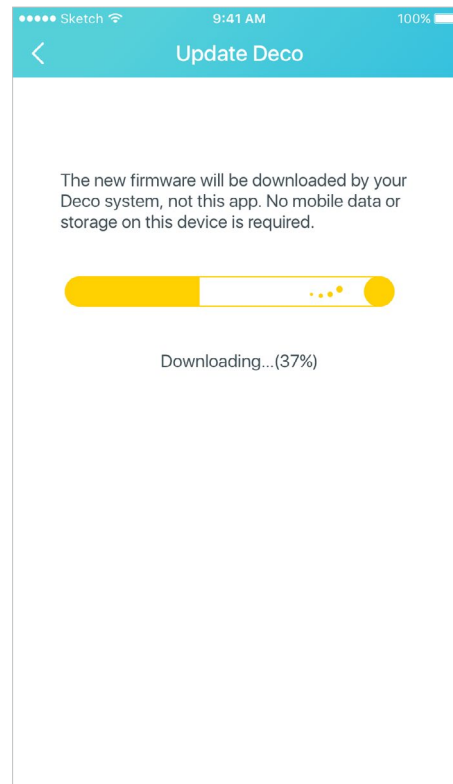 Sketch 9:41 AM 100%
Update Deco
The new firmware will be downloaded by your
Deco system, not this app. No mobile data or
storage on this device is required.
Downloading...(37%)